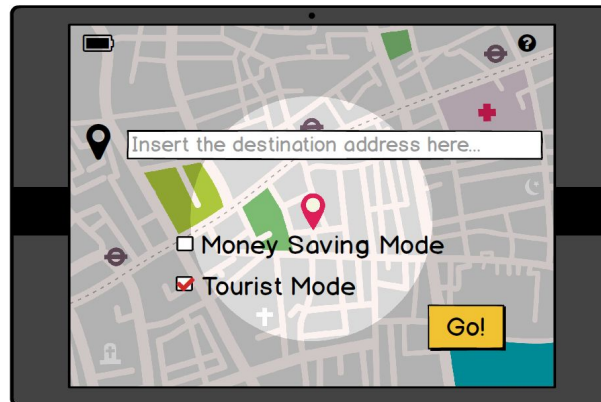 ?
Insert the destination address here...
Money Saving Mode
Tourist Mode
Go!